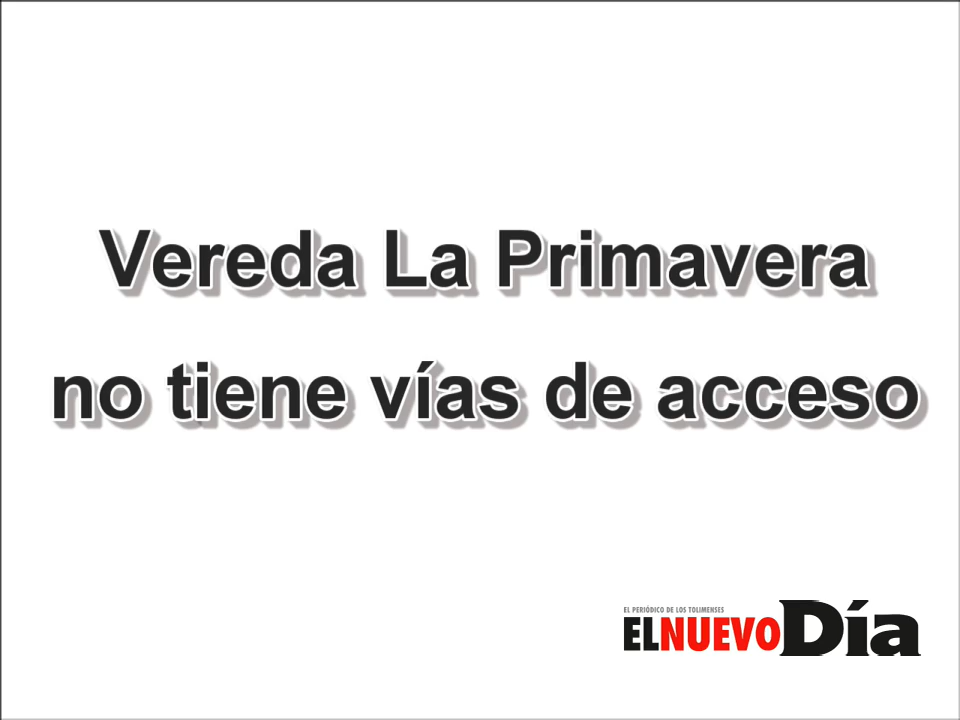 Vereda La Primavera
no tiene vías de acceso
EL PERIÓDICO DE LOS TOLIMENSES
EL NUEVO Día